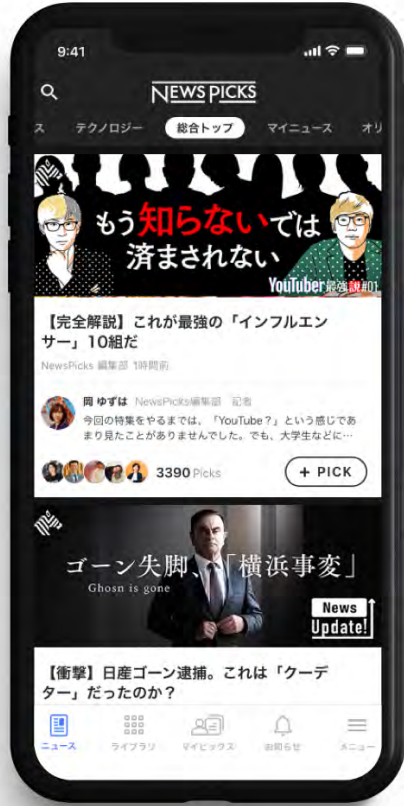 9:41
NEWSPICKS
ス テクノロジー 総合トップ マイニュース オリ
もう知らないでは
済まされない
YouTuber最強説#01
【完全解説】これが最強の「インフルエン
サー」10組だ
NewsPicks 編集部 1時間前
岡 ゆずは NewsPicks編集部 記者
今回の特集をやるまでは、「YouTube？」という感じであ
まり見たことがありませんでした。でも、大学生などに…
3390 Picks
+ PICK
ゴーン失脚、「横浜事変」
Ghosn is gone
News
Update!
【衝撃】日産ゴーン逮捕。これは「クーデ
ター」だったのか？
ニュース ライブラリ マイピックス お知らせ メニュー